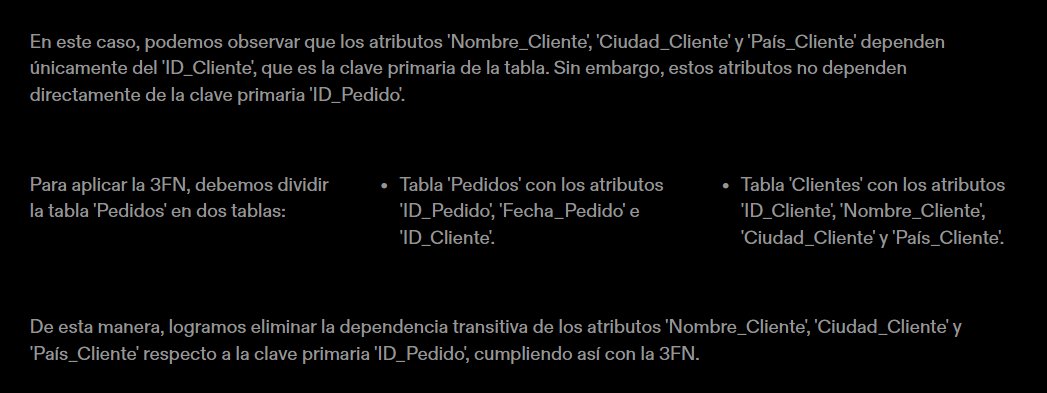 En este caso, podemos observar que los atributos 'Nombre_Cliente', 'Ciudad_Cliente' y 'País_Cliente' dependen
únicamente del 'ID_Cliente', que es la clave primaria de la tabla. Sin embargo, estos atributos no dependen
directamente de la clave primaria 'ID_Pedido'.
Para aplicar la 3FN, debemos dividir
la tabla 'Pedidos' en dos tablas:
• Tabla 'Pedidos' con los atributos
'ID_Pedido', 'Fecha_Pedido' e
'ID_Cliente'.
• Tabla 'Clientes' con los atributos
'ID_Cliente', 'Nombre_Cliente',
'Ciudad_Cliente' y 'País_Cliente'.
De esta manera, logramos eliminar la dependencia transitiva de los atributos 'Nombre_Cliente', 'Ciudad_Cliente' y
'País_Cliente' respecto a la clave primaria 'ID_Pedido', cumpliendo así con la 3FN.